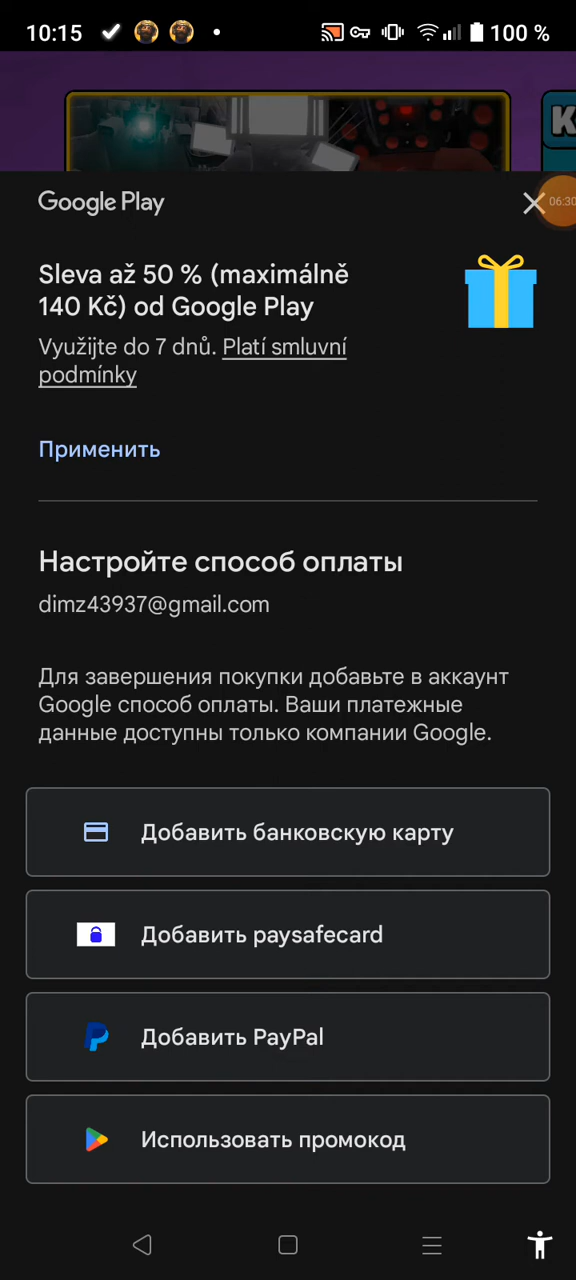 10:15
100 %
K
Google Play
06:30
Sleva až 50 % (maximálně
140 Kč) od Google Play
Využijte do 7 dnů. Platí smluvní
podmínky
Применить
Настройте способ оплаты
dimz43937@gmail.com
Для завершения покупки добавьте в аккаунт
Google способ оплаты. Ваши платежные
данные доступны только компании Google.
Добавить банковскую карту
Добавить paysafecard
Добавить PayPal
Использовать промокод